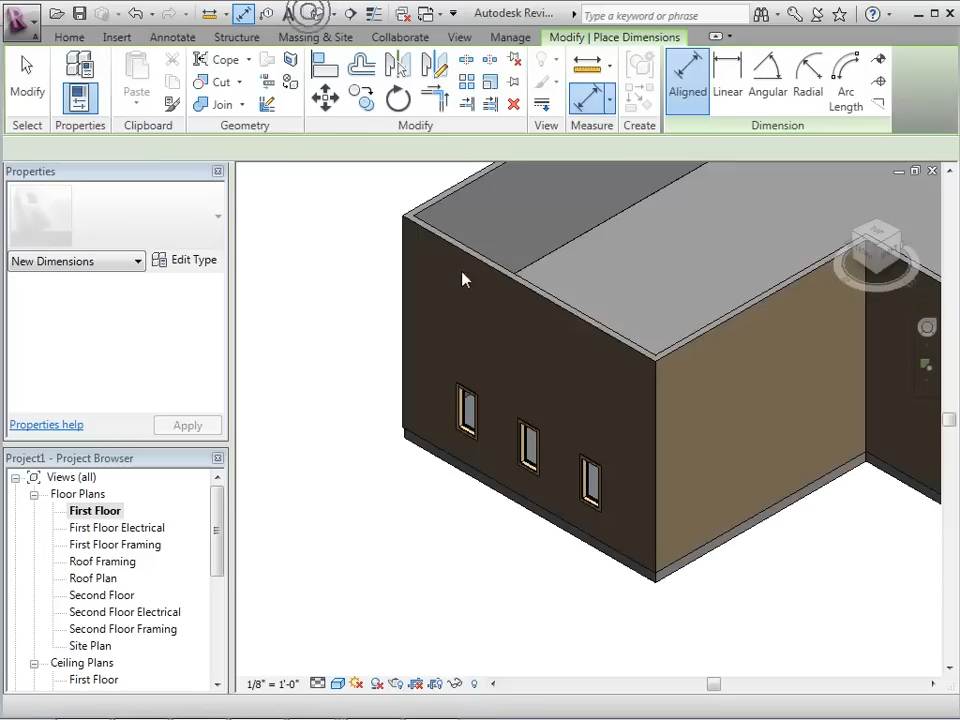 Autodesk Revi...
Type a keyword or phrase
Home Insert Annotate Structure Massing & Site Collaborate View Manage Modify | Place Dimensions
Modify
Paste
Cope
Cut
Join
Aligned Linear Angular Radial Arc Length
Select Properties Clipboard Geometry Modify View Measure Create Dimension
Properties
New Dimensions
Edit Type
Properties help
Apply
Project1 - Project Browser
Views (all)
Floor Plans
First Floor
First Floor Electrical
First Floor Framing
Roof Framing
Roof Plan
Second Floor
Second Floor Electrical
Second Floor Framing
Site Plan
Ceiling Plans
First Floor
1/8" = 1'-0"